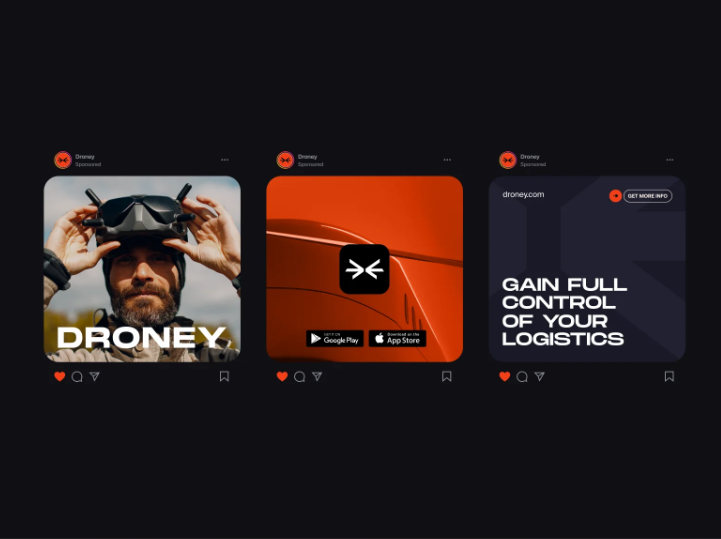 Droney
Sponsored
DRONEY
Droney
Sponsored
GET IT ON
Google Play
Download on the
App Store
Droney
Sponsored
droney.com
GET MORE INFO
GAIN FULL
CONTROL
OF YOUR
LOGISTICS